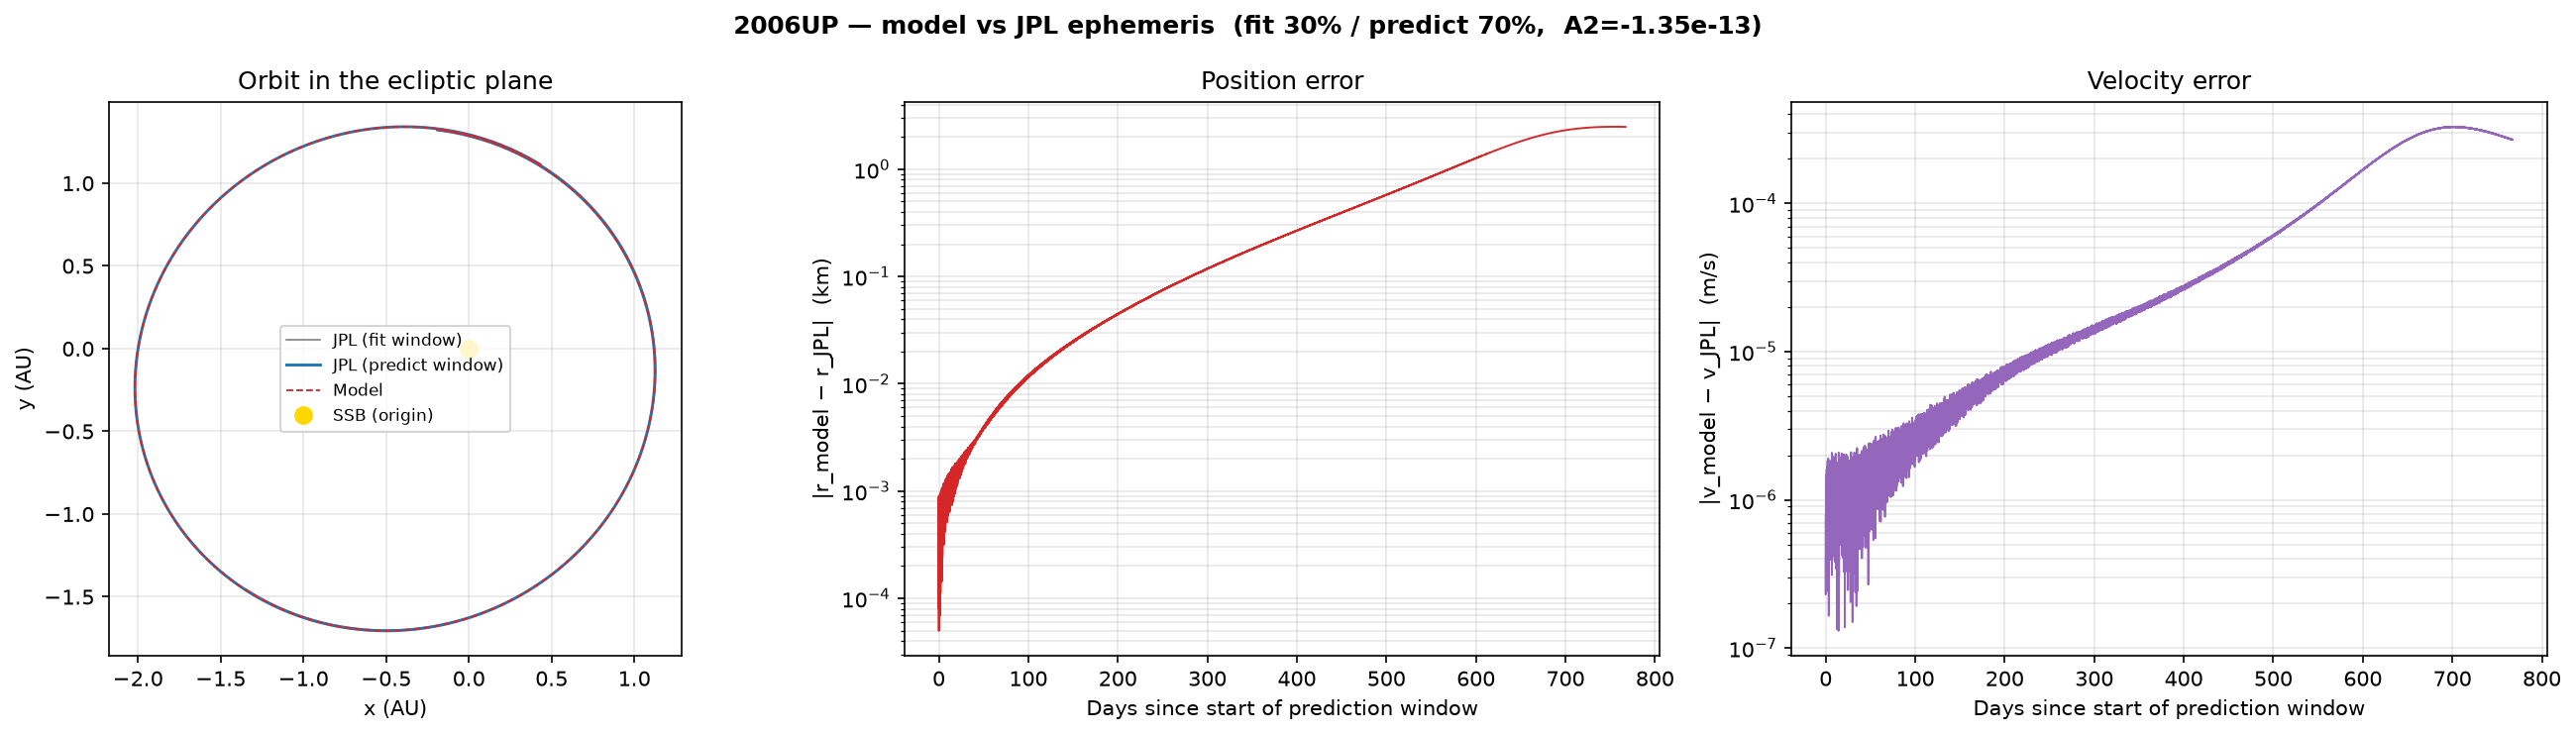 2006UP — model vs JPL ephemeris  (fit 30% / predict 70%,  A2=-1.35e-13)
Orbit in the ecliptic plane
y (AU)
1.0
0.5
0.0
−0.5
−1.0
−1.5
JPL (fit window)
JPL (predict window)
Model
SSB (origin)
−2.0 −1.5 −1.0 −0.5 0.0 0.5 1.0
x (AU)
Position error
|r_model − r_JPL|  (km)
10⁰
10⁻¹
10⁻²
10⁻³
10⁻⁴
0 100 200 300 400 500 600 700 800
Days since start of prediction window
Velocity error
|v_model − v_JPL|  (m/s)
10⁻⁴
10⁻⁵
10⁻⁶
10⁻⁷
0 100 200 300 400 500 600 700 800
Days since start of prediction window